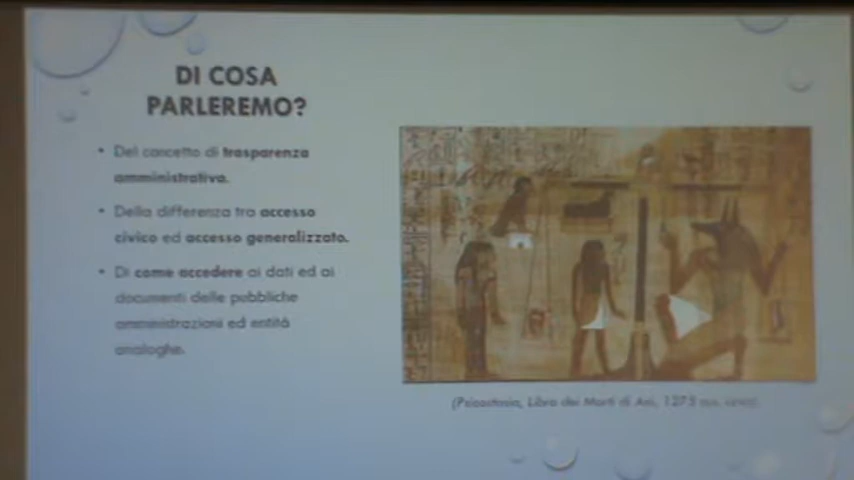 DI COSA
PARLEREMO?
• Del concetto di trasparenza
amministrativa.
• Della differenza tra accesso
civico ed accesso generalizzato.
• Di come accedere ai dati ed ai
documenti delle pubbliche
amministrazioni ed entità
analoghe.
(Psicostasia, Libro dei Morti di Ani, 1275